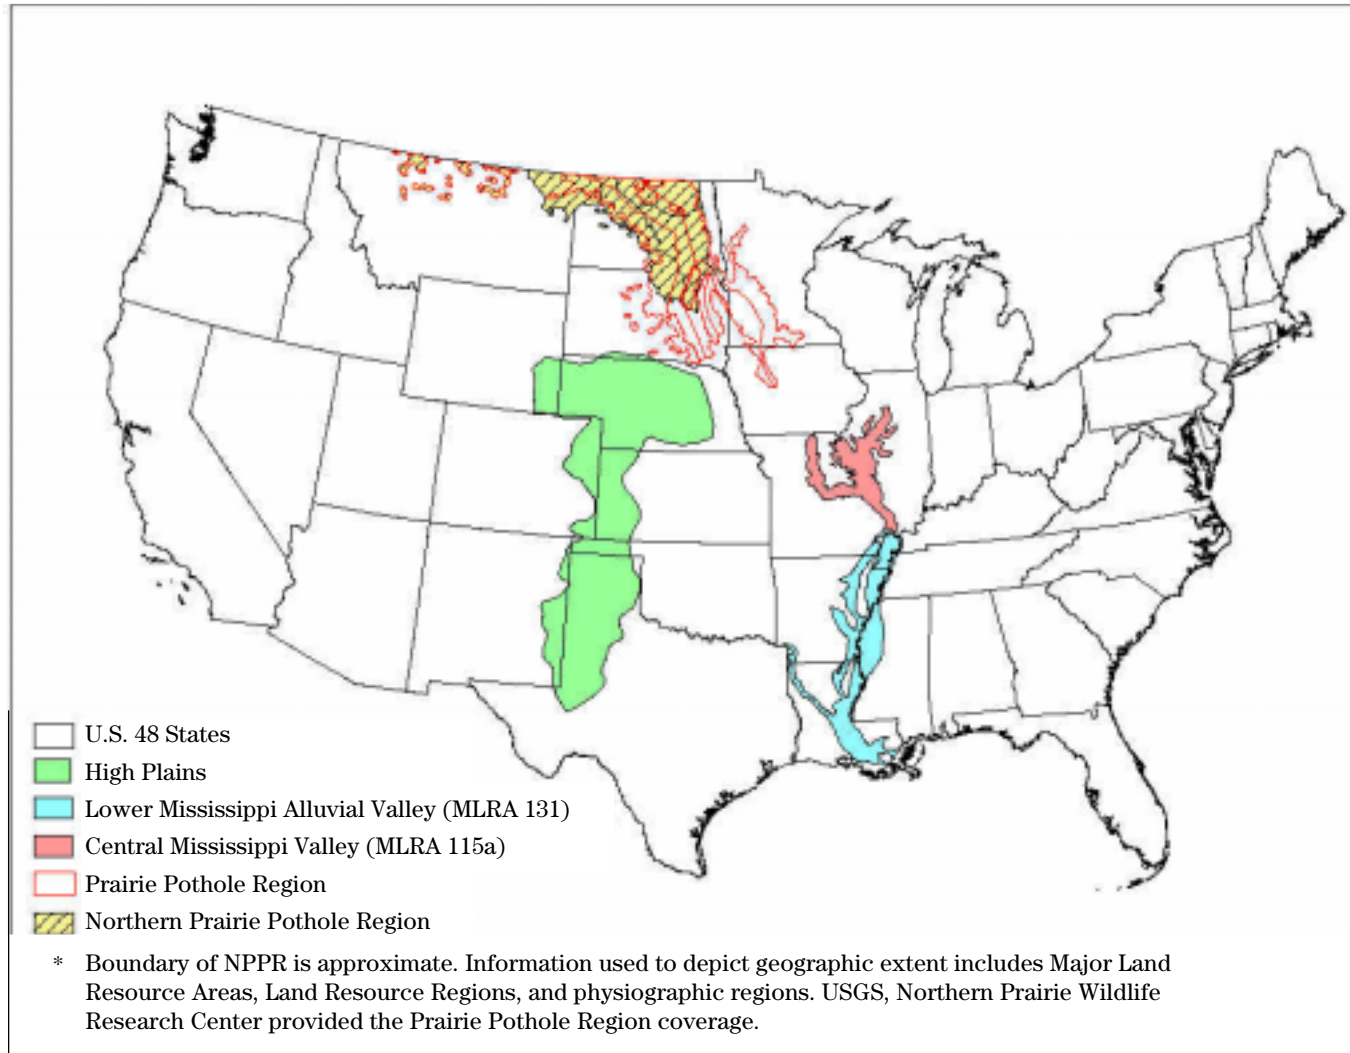 U.S. 48 States
High Plains
Lower Mississippi Alluvial Valley (MLRA 131)
Central Mississippi Valley (MLRA 115a)
Prairie Pothole Region
Northern Prairie Pothole Region
* Boundary of NPPR is approximate. Information used to depict geographic extent includes Major Land
Resource Areas, Land Resource Regions, and physiographic regions. USGS, Northern Prairie Wildlife
Research Center provided the Prairie Pothole Region coverage.